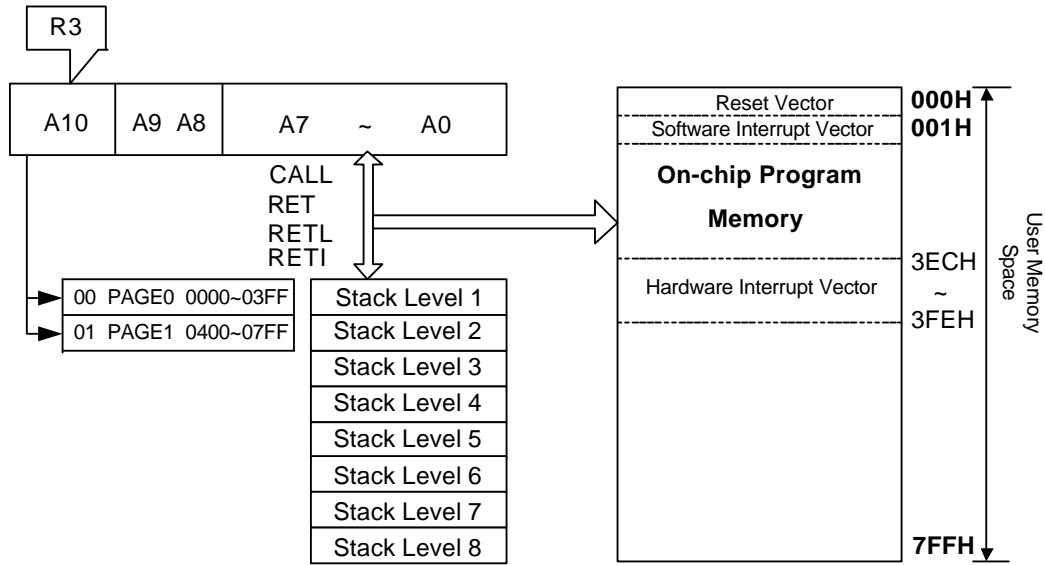 R3
A10 A9 A8 A7 ~ A0
CALL
RET
RETL
RETI
00 PAGE0 0000~03FF
01 PAGE1 0400~07FF
Stack Level 1
Stack Level 2
Stack Level 3
Stack Level 4
Stack Level 5
Stack Level 6
Stack Level 7
Stack Level 8
Reset Vector
000H
Software Interrupt Vector
001H
On-chip Program
Memory
3ECH
Hardware Interrupt Vector
~
3FEH
7FFH
User Memory
Space